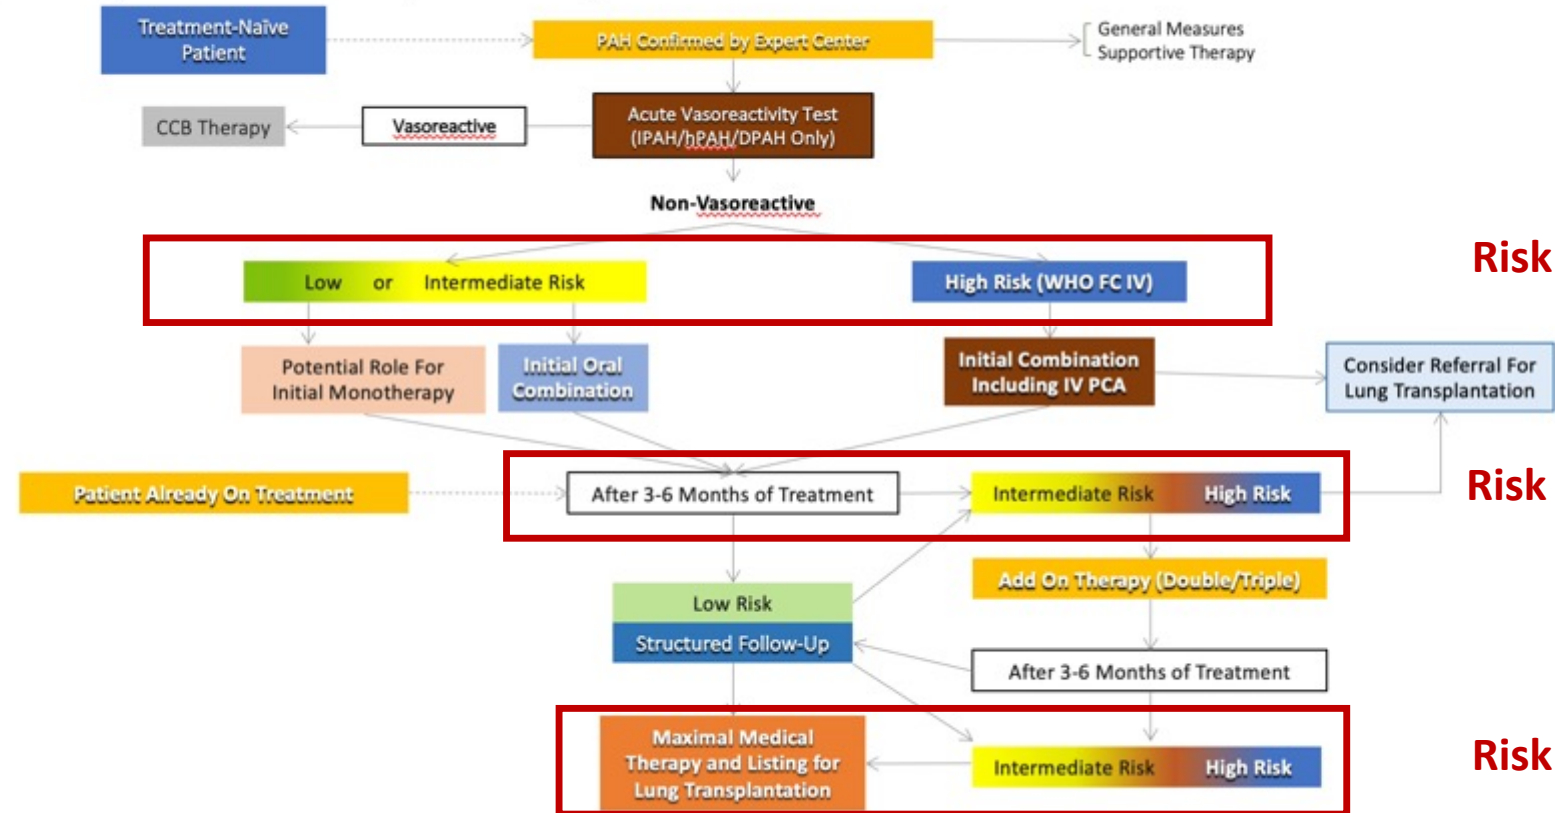 Treatment-Naïve
Patient
PAH Confirmed by Expert Center
General Measures
Supportive Therapy
CCB Therapy
Vasoreactive
Acute Vasoreactivity Test
(IPAH/hPAH/DPAH Only)
Non-Vasoreactive
Risk
Low or Intermediate Risk
High Risk (WHO FC IV)
Potential Role For
Initial Monotherapy
Initial Oral
Combination
Initial Combination
Including IV PCA
Consider Referral For
Lung Transplantation
Risk
Patient Already On Treatment
After 3-6 Months of Treatment
Intermediate Risk High Risk
Add On Therapy (Double/Triple)
Low Risk
Structured Follow-Up
After 3-6 Months of Treatment
Maximal Medical
Therapy and Listing for
Lung Transplantation
Intermediate Risk High Risk
Risk